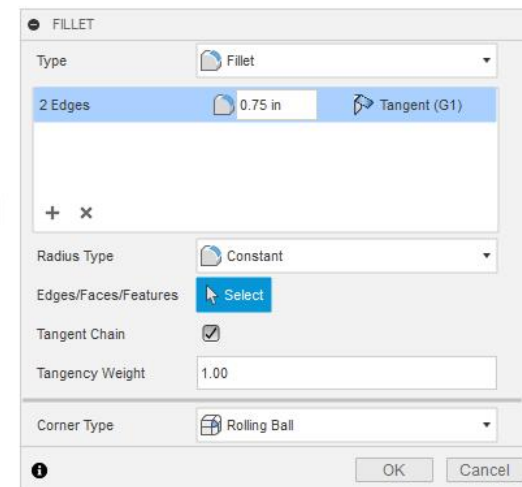 FILLET
Type Fillet
2 Edges 0.75 in Tangent (G1)
Radius Type Constant
Edges/Faces/Features Select
Tangent Chain
Tangency Weight 1.00
Corner Type Rolling Ball
OK Cancel